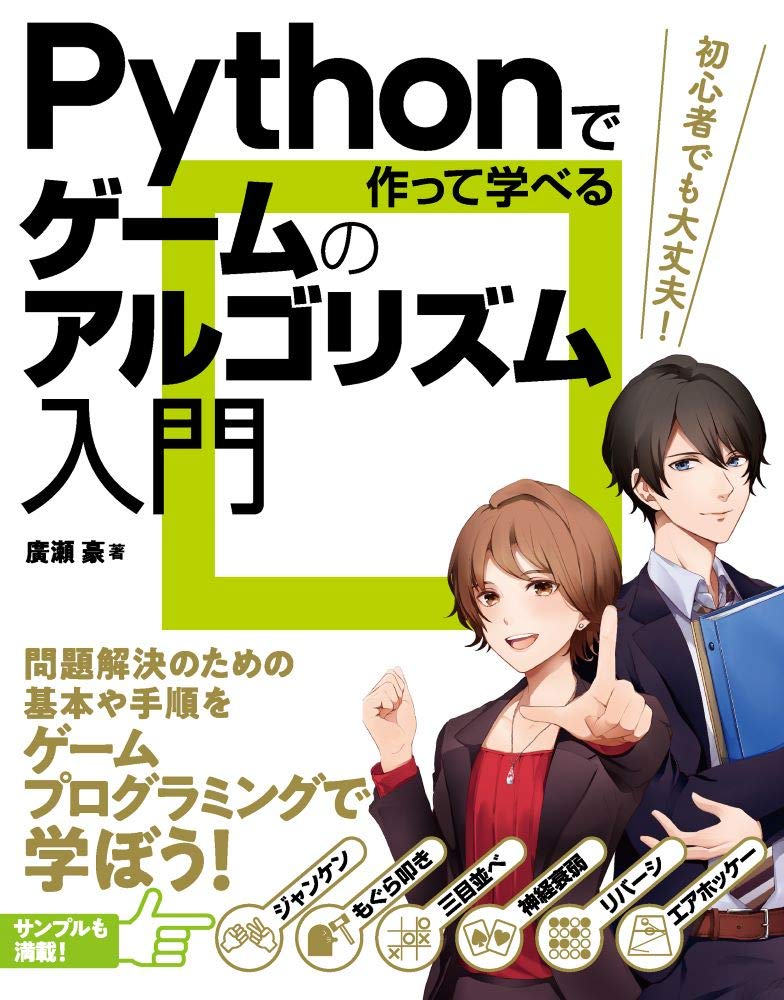 Pythonで
作って学べる
ゲームの
アルゴリズム
入門
初心者でも大丈夫!
廣瀬 豪 著
問題解決のための
基本や手順を
ゲーム
プログラミングで
学ぼう!
サンプルも
満載!
ジャンケン
もぐら叩き
三目並べ
神経衰弱
リバーシ
エアホッケー